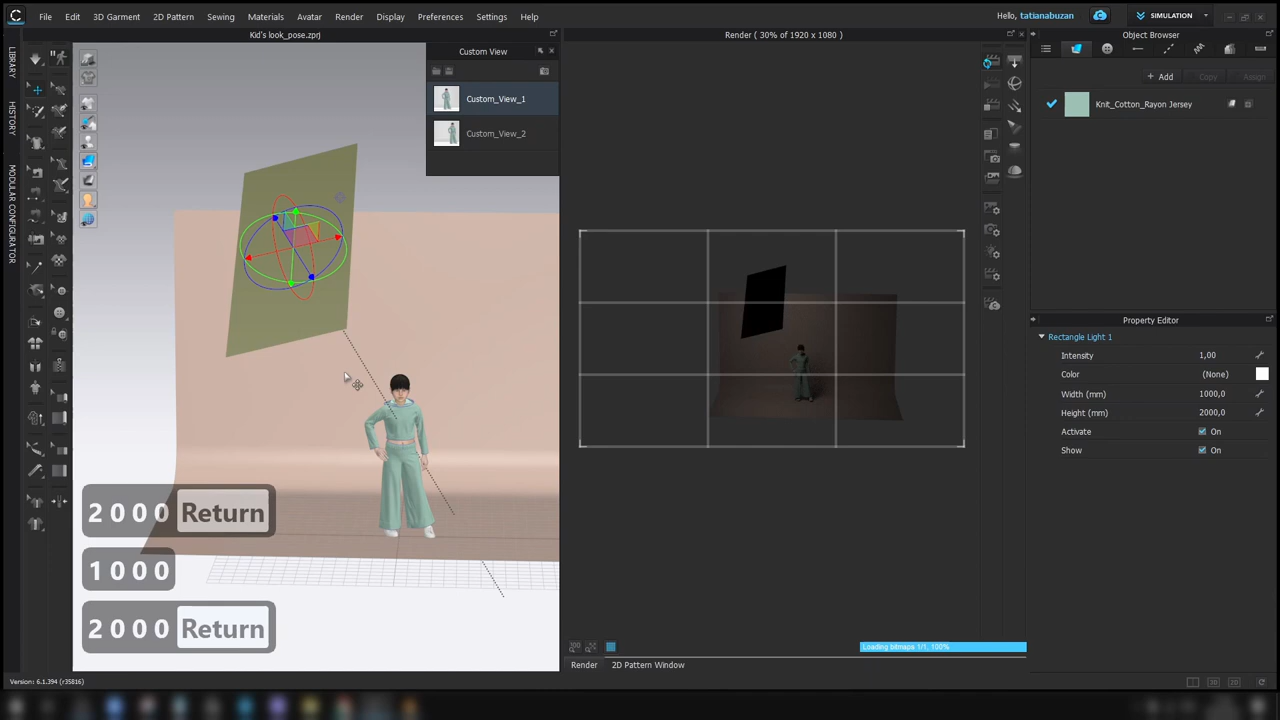 File Edit 3D Garment 2D Pattern Sewing Materials Avatar Render Display Preferences Settings Help
Hello, tatianabuzan
SIMULATION
Kid's look_pose.zprj
Render ( 30% of 1920 x 1080 )
Object Browser
LIBRARY
HISTORY
MODULAR CONFIGURATOR
Custom View
Custom_View_1
Custom_View_2
+ Add Copy Assign
Knit_Cotton_Rayon Jersey
Property Editor
Rectangle Light 1
Intensity 1,00
Color (None)
Width (mm) 1000,0
Height (mm) 2000,0
Activate On
Show On
2 0 0 0 Return
1 0 0 0
2 0 0 0 Return
Loading bitmaps 1/1, 100%
Render 2D Pattern Window
Version: 6.1.394 (r35816)
3D 2D